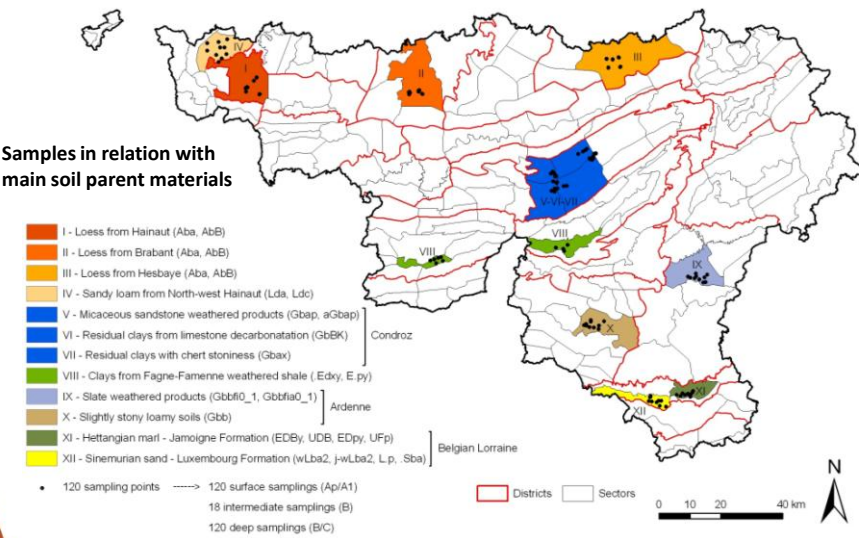 IV
I
II
III
Samples in relation with
main soil parent materials
V-VI-VII
VIII
VIII
IX
X
XI
XII
I - Loess from Hainaut (Aba, AbB)
II - Loess from Brabant (Aba, AbB)
III - Loess from Hesbaye (Aba, AbB)
IV - Sandy loam from North-west Hainaut (Lda, Ldc)
V - Micaceous sandstone weathered products (Gbap, aGbap)
VI - Residual clays from limestone decarbonatation (GbBK)
VII - Residual clays with chert stoniness (Gbax)
Condroz
VIII - Clays from Fagne-Famenne weathered shale (.Edxy, E.py)
IX - Slate weathered products (Gbbfi0_1, Gbbfia0_1)
X - Slightly stony loamy soils (Gbb)
Ardenne
XI - Hettangian marl - Jamoigne Formation (EDBy, UDB, EDpy, UFp)
XII - Sinemurian sand - Luxembourg Formation (wLba2, j-wLba2, L.p, .Sba)
Belgian Lorraine
120 sampling points -----> 120 surface samplings (Ap/A1)
18 intermediate samplings (B)
120 deep samplings (B/C)
Districts
Sectors
N
0 10 20 40 km